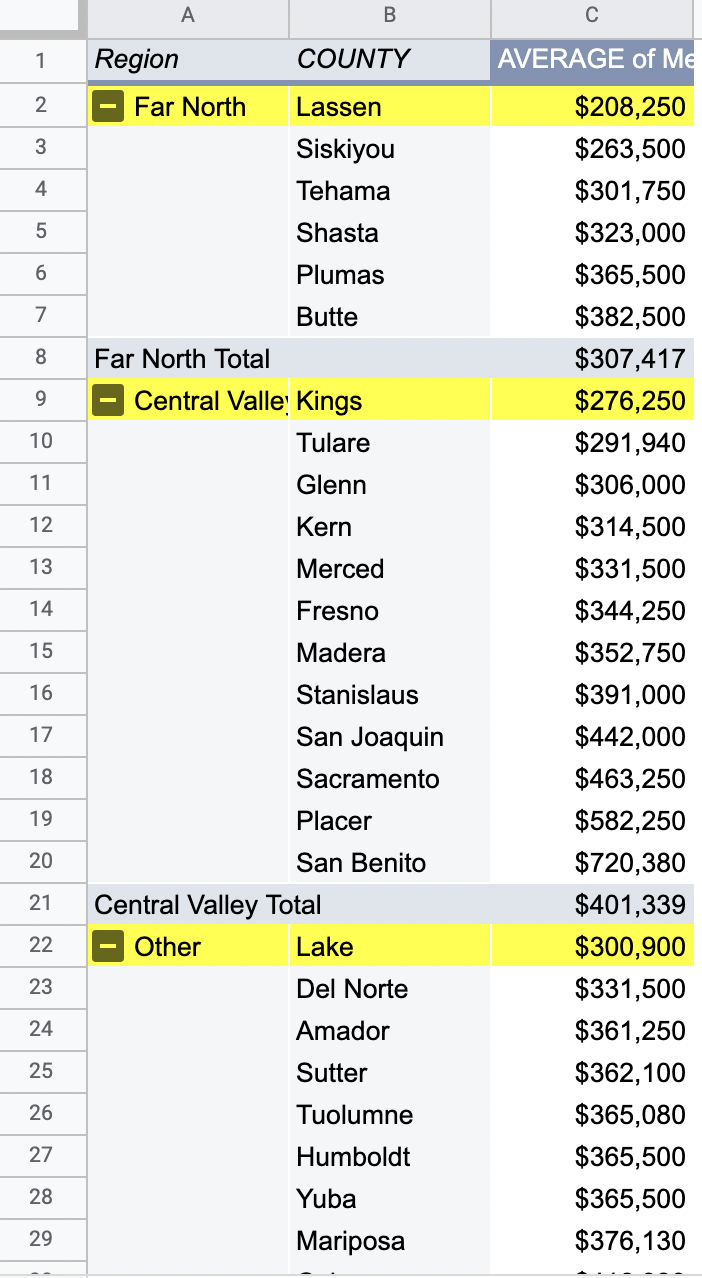 A B C
1 Region COUNTY AVERAGE of Me
2 Far North Lassen $208,250
3 Siskiyou $263,500
4 Tehama $301,750
5 Shasta $323,000
6 Plumas $365,500
7 Butte $382,500
8 Far North Total $307,417
9 Central Valley Kings $276,250
10 Tulare $291,940
11 Glenn $306,000
12 Kern $314,500
13 Merced $331,500
14 Fresno $344,250
15 Madera $352,750
16 Stanislaus $391,000
17 San Joaquin $442,000
18 Sacramento $463,250
19 Placer $582,250
20 San Benito $720,380
21 Central Valley Total $401,339
22 Other Lake $300,900
23 Del Norte $331,500
24 Amador $361,250
25 Sutter $362,100
26 Tuolumne $365,080
27 Humboldt $365,500
28 Yuba $365,500
29 Mariposa $376,130